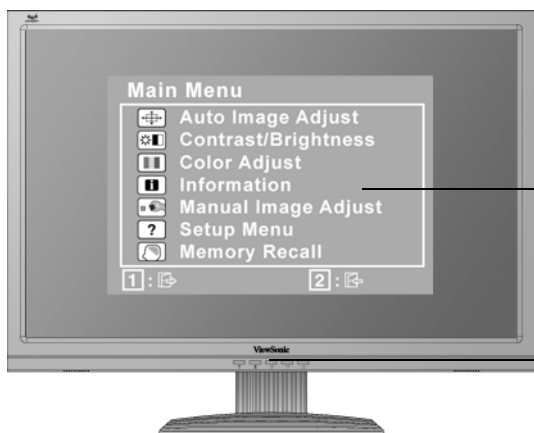 Main Menu
Auto Image Adjust
Contrast/Brightness
Color Adjust
Information
Manual Image Adjust
? Setup Menu
Memory Recall
1 : 2 :
ViewSonic